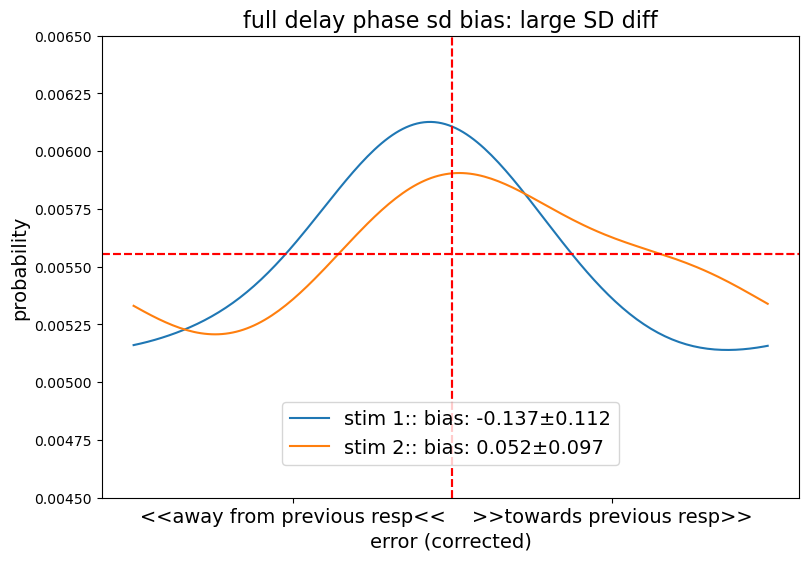 full delay phase sd bias: large SD diff
0.00650
0.00625
0.00600
0.00575
0.00550
0.00525
0.00500
0.00475
0.00450
probability
stim 1:: bias: -0.137±0.112
stim 2:: bias: 0.052±0.097
<<away from previous resp<< >>towards previous resp>>
error (corrected)